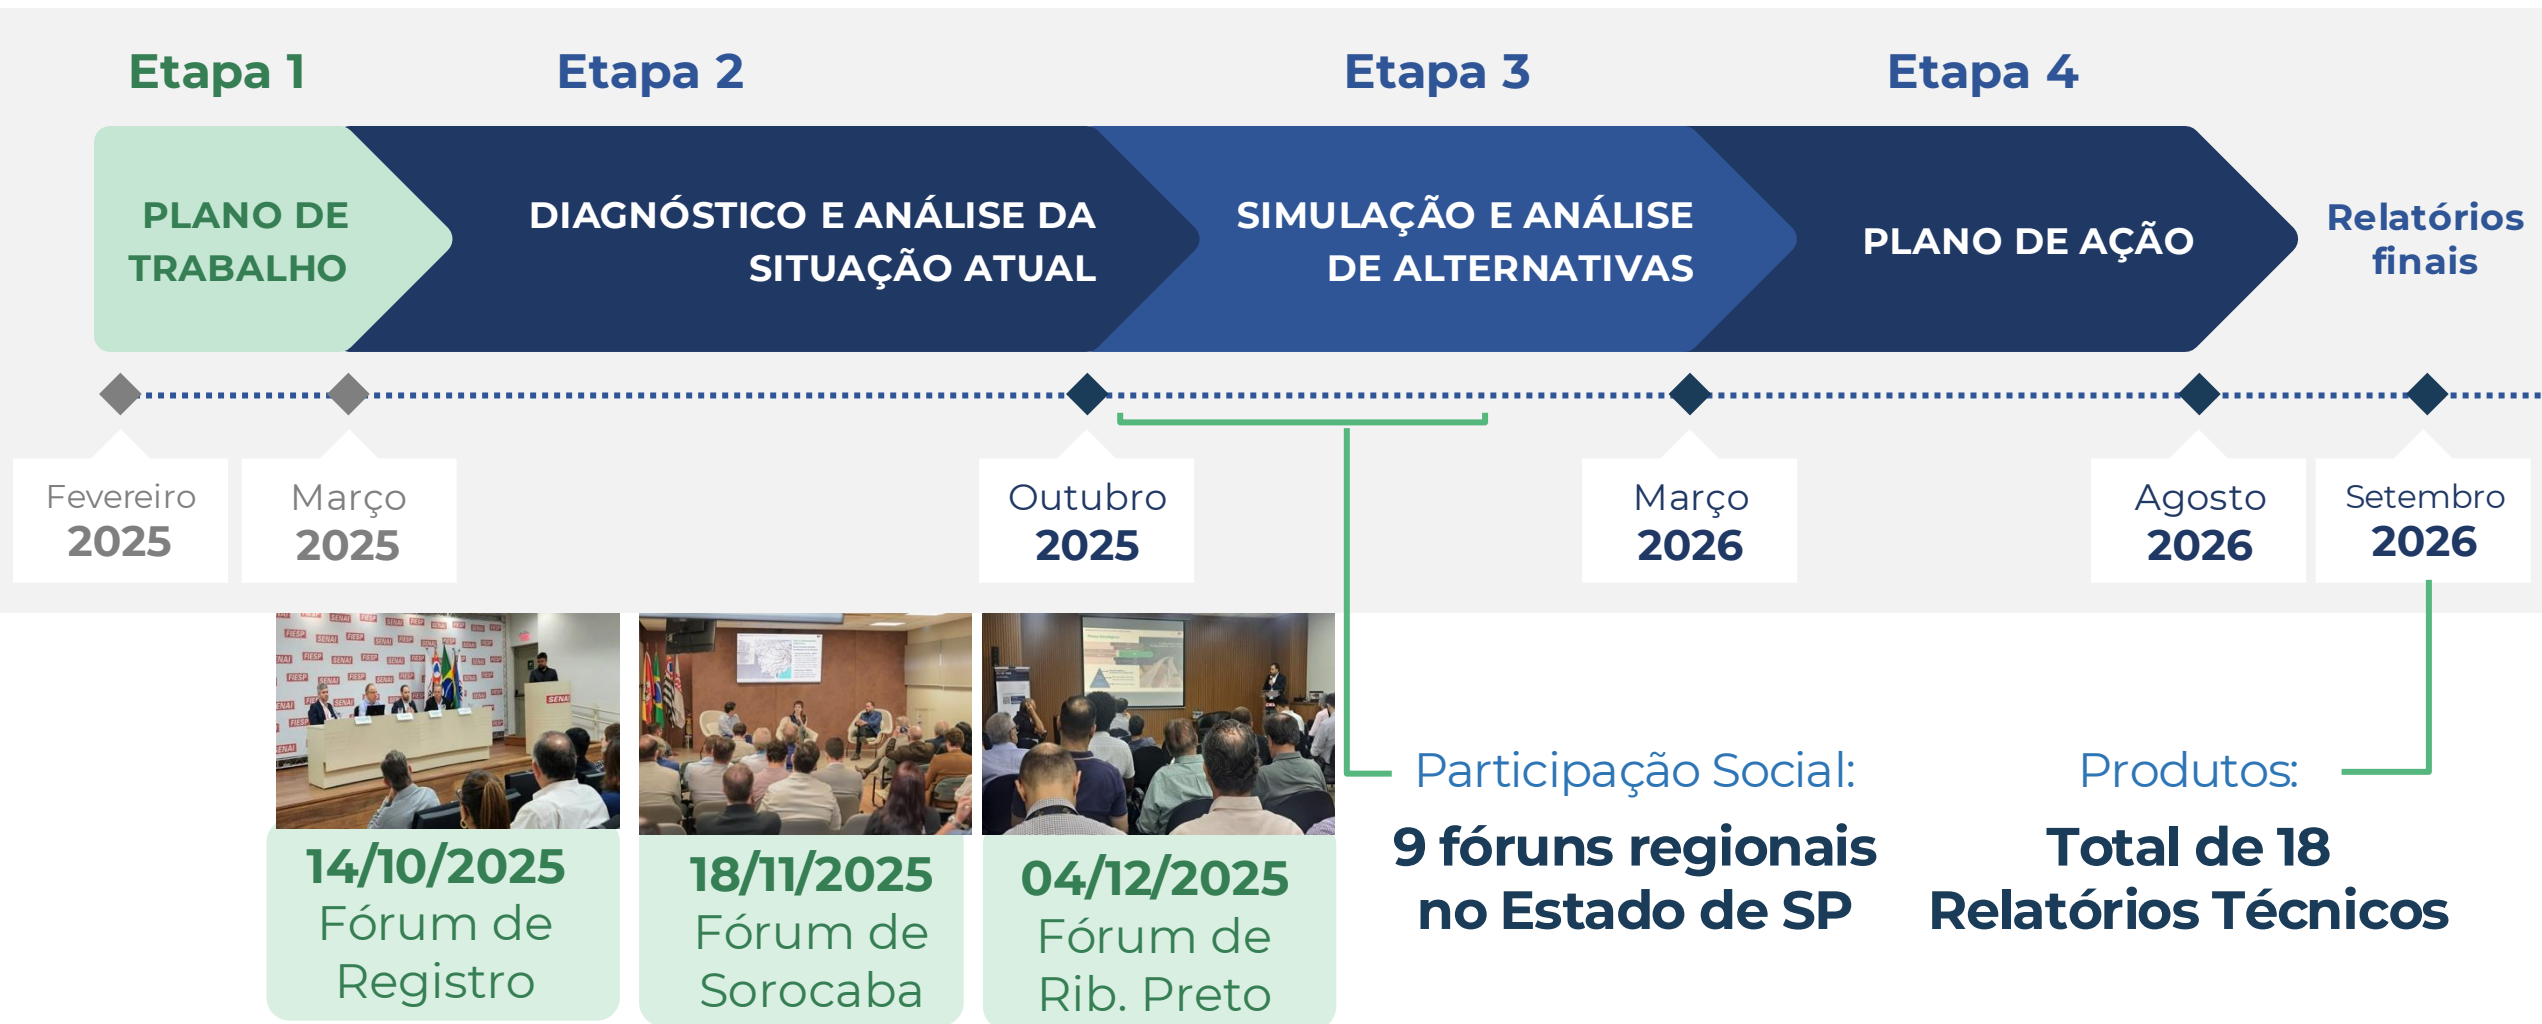 Etapa 1
Etapa 2
Etapa 3
Etapa 4
PLANO DE
TRABALHO
DIAGNÓSTICO E ANÁLISE DA
SITUAÇÃO ATUAL
SIMULAÇÃO E ANÁLISE
DE ALTERNATIVAS
PLANO DE AÇÃO
Relatórios
finais
Fevereiro
2025
Março
2025
Outubro
2025
Março
2026
Agosto
2026
Setembro
2026
FIESP
SENAI
SENAI
14/10/2025
Fórum de
Registro
18/11/2025
Fórum de
Sorocaba
04/12/2025
Fórum de
Rib. Preto
Participação Social:
9 fóruns regionais
no Estado de SP
Produtos:
Total de 18
Relatórios Técnicos